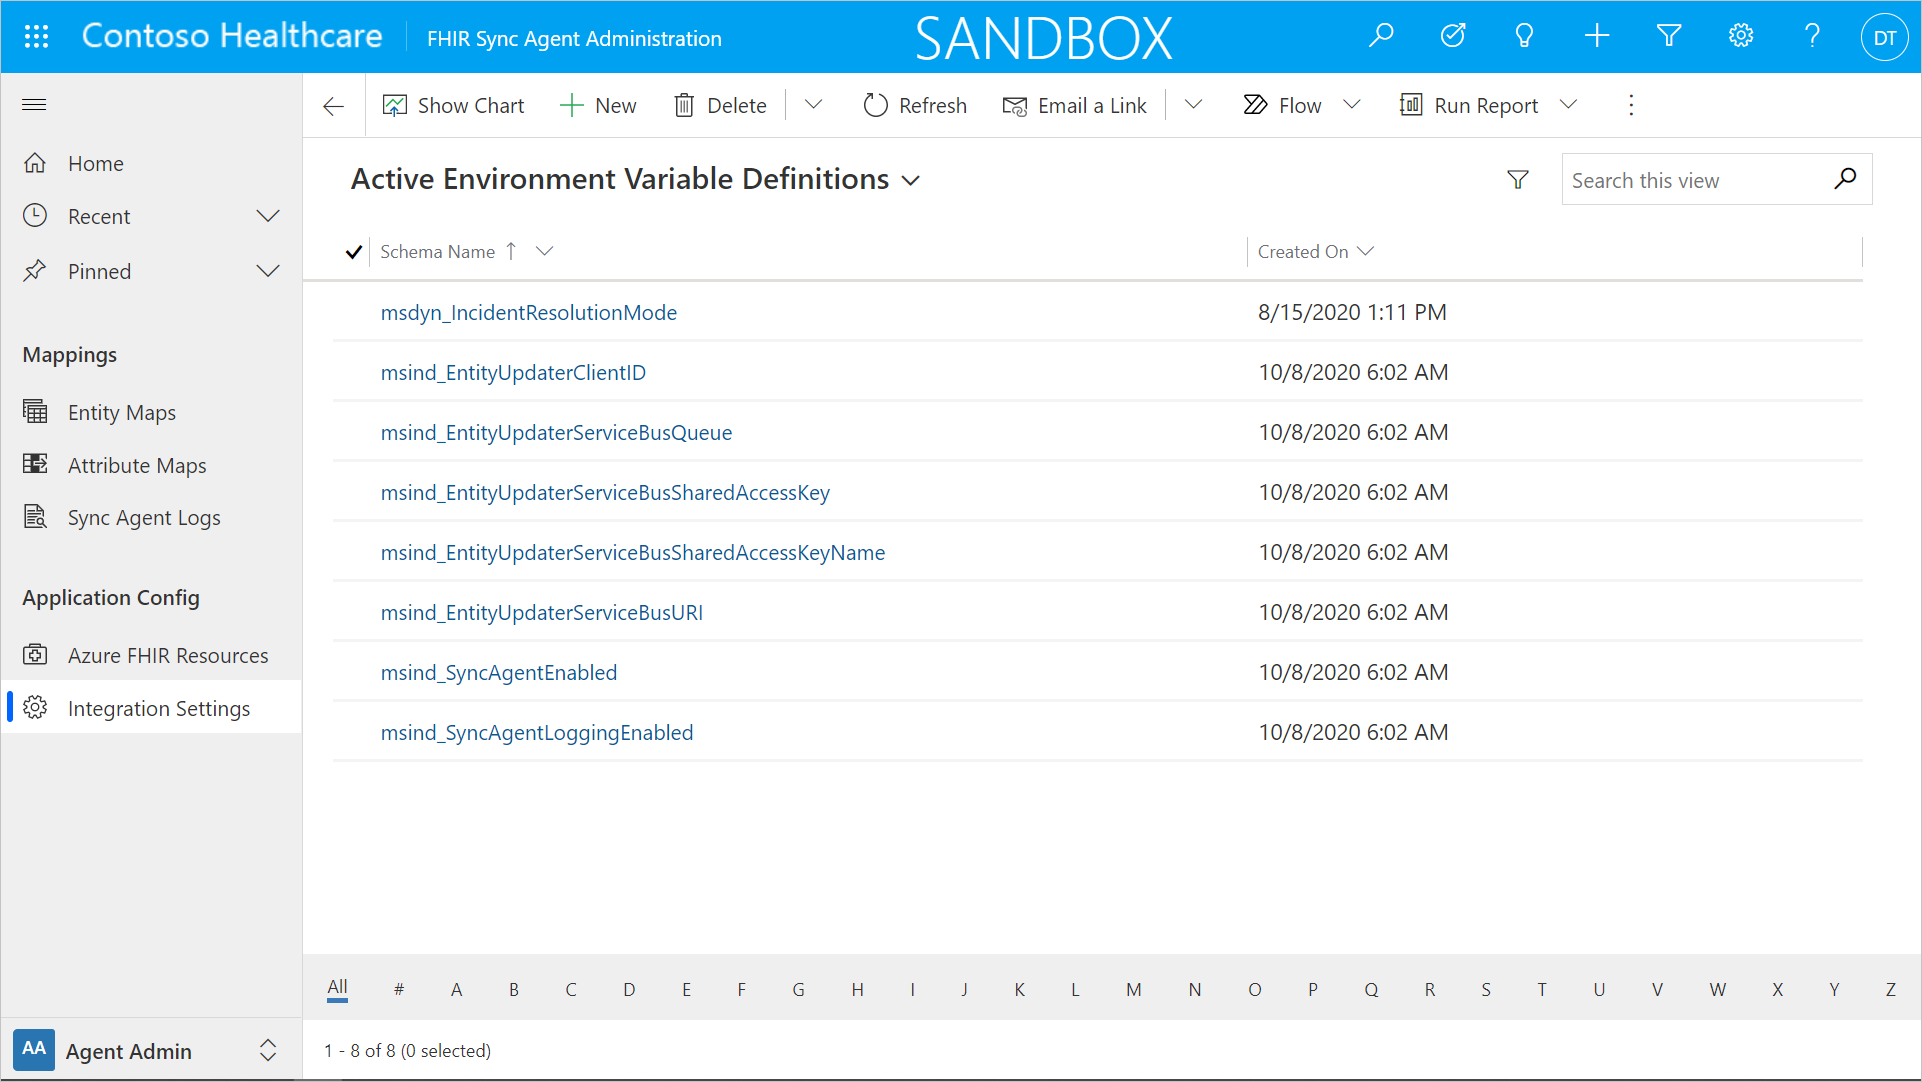 Contoso Healthcare
FHIR Sync Agent Administration
SANDBOX
DT
Show Chart
New
Delete
Refresh
Email a Link
Flow
Run Report
Home
Recent
Pinned
Mappings
Entity Maps
Attribute Maps
Sync Agent Logs
Application Config
Azure FHIR Resources
Integration Settings
AA Agent Admin
Active Environment Variable Definitions
Search this view
Schema Name Created On
msdyn_IncidentResolutionMode 8/15/2020 1:11 PM
msind_EntityUpdaterClientID 10/8/2020 6:02 AM
msind_EntityUpdaterServiceBusQueue 10/8/2020 6:02 AM
msind_EntityUpdaterServiceBusSharedAccessKey 10/8/2020 6:02 AM
msind_EntityUpdaterServiceBusSharedAccessKeyName 10/8/2020 6:02 AM
msind_EntityUpdaterServiceBusURI 10/8/2020 6:02 AM
msind_SyncAgentEnabled 10/8/2020 6:02 AM
msind_SyncAgentLoggingEnabled 10/8/2020 6:02 AM
All # A B C D E F G H I J K L M N O P Q R S T U V W X Y Z
1 - 8 of 8 (0 selected)